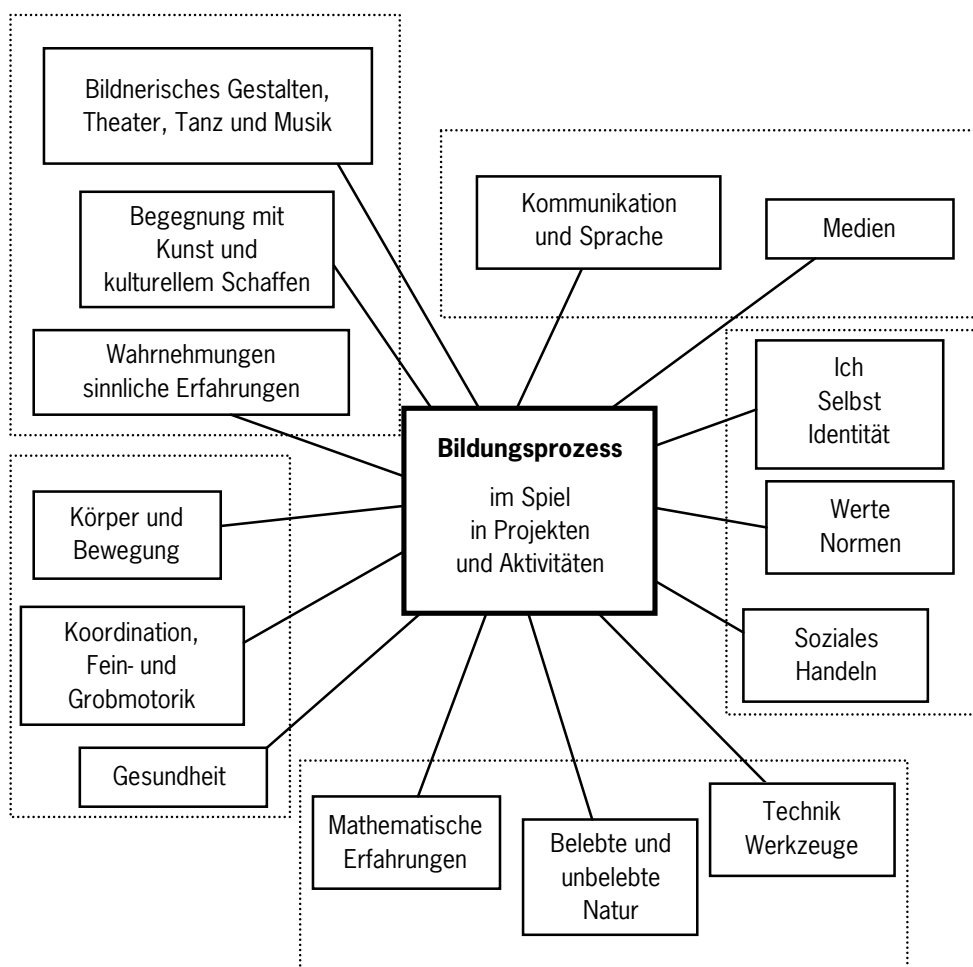 Bildnerisches Gestalten,
Theater, Tanz und Musik
Begegnung mit
Kunst und
kulturellem Schaffen
Wahrnehmungen
sinnliche Erfahrungen
Kommunikation
und Sprache
Medien
Ich
Selbst
Identität
Werte
Normen
Soziales
Handeln
Bildungsprozess
im Spiel
in Projekten
und Aktivitäten
Körper und
Bewegung
Koordination,
Fein- und
Grobmotorik
Gesundheit
Mathematische
Erfahrungen
Belebte und
unbelebte
Natur
Technik
Werkzeuge